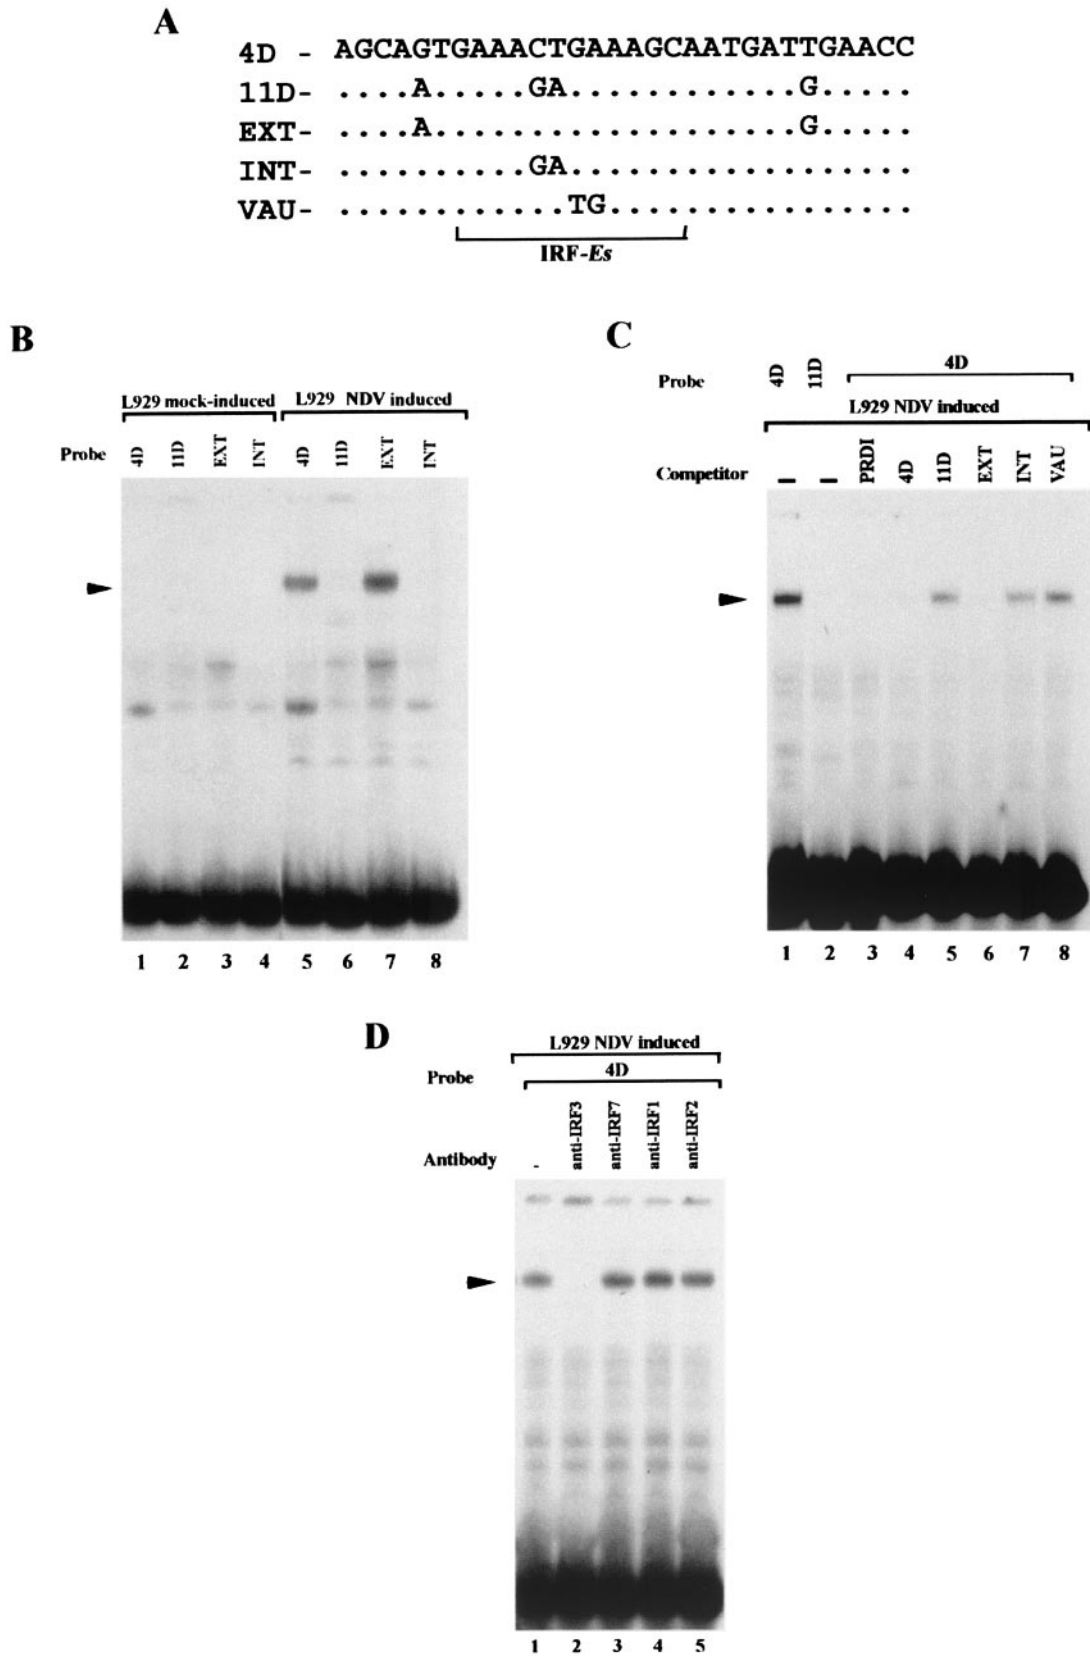 A
4D - AGCAGTGAAACTGAAAGCAATGATTGAACC
11D- ....A.....GA............G.....
EXT- ....A...................G.....
INT- ..........GA..................
VAU- ............TG................
IRF-Es
B
L929 mock-induced L929 NDV induced
Probe 4D 11D EXT INT 4D 11D EXT INT
1 2 3 4 5 6 7 8
C
Probe 4D 11D 4D
L929 NDV induced
Competitor - - PRDI 4D 11D EXT INT VAU
1 2 3 4 5 6 7 8
D
L929 NDV induced
Probe 4D
Antibody - anti-IRF3 anti-IRF7 anti-IRF1 anti-IRF2
1 2 3 4 5